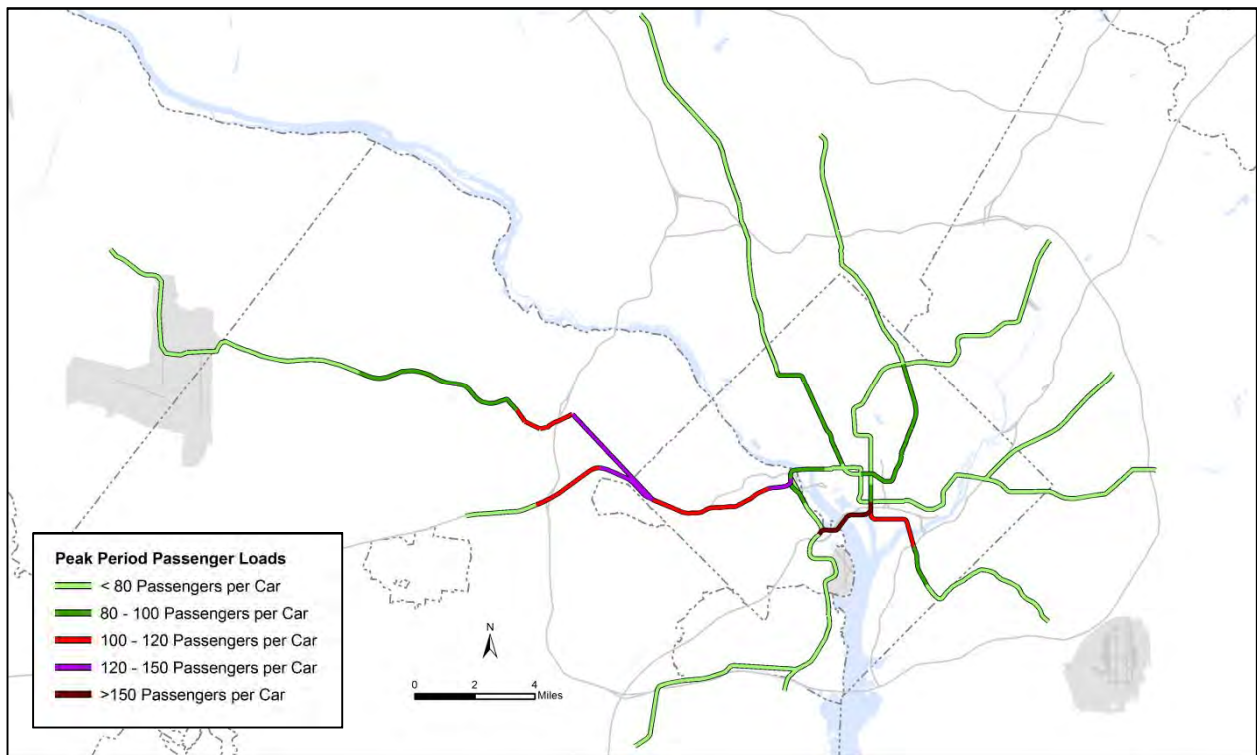 Peak Period Passenger Loads
< 80 Passengers per Car
80 - 100 Passengers per Car
100 - 120 Passengers per Car
120 - 150 Passengers per Car
>150 Passengers per Car
N
0 2 4
Miles